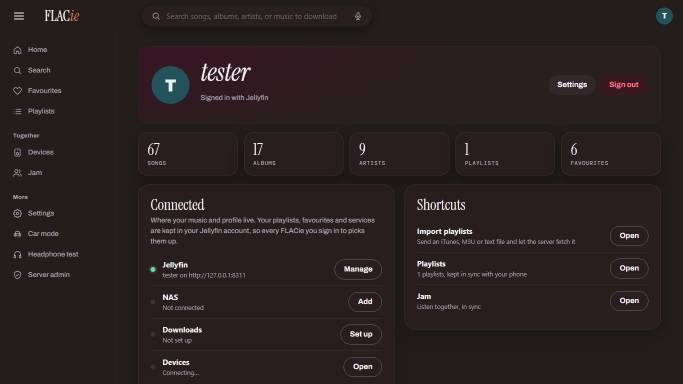 FLACie
Search songs, albums, artists, or music to download
T
Home
Search
Favourites
Playlists
Together
Devices
Jam
More
Settings
Car mode
Headphone test
Server admin
T
tester
Signed in with Jellyfin
Settings
Sign out
67
SONGS
17
ALBUMS
9
ARTISTS
1
PLAYLISTS
6
FAVOURITES
Connected
Where your music and profile live. Your playlists, favourites and services
are kept in your Jellyfin account, so every FLACie you sign in to picks
them up.
Jellyfin
tester on http://127.0.0.1:8311
Manage
NAS
Not connected
Add
Downloads
Not set up
Set up
Devices
Connecting...
Open
Shortcuts
Import playlists
Send an iTunes, M3U or text file and let the server fetch it
Open
Playlists
1 playlists, kept in sync with your phone
Open
Jam
Listen together, in sync
Open